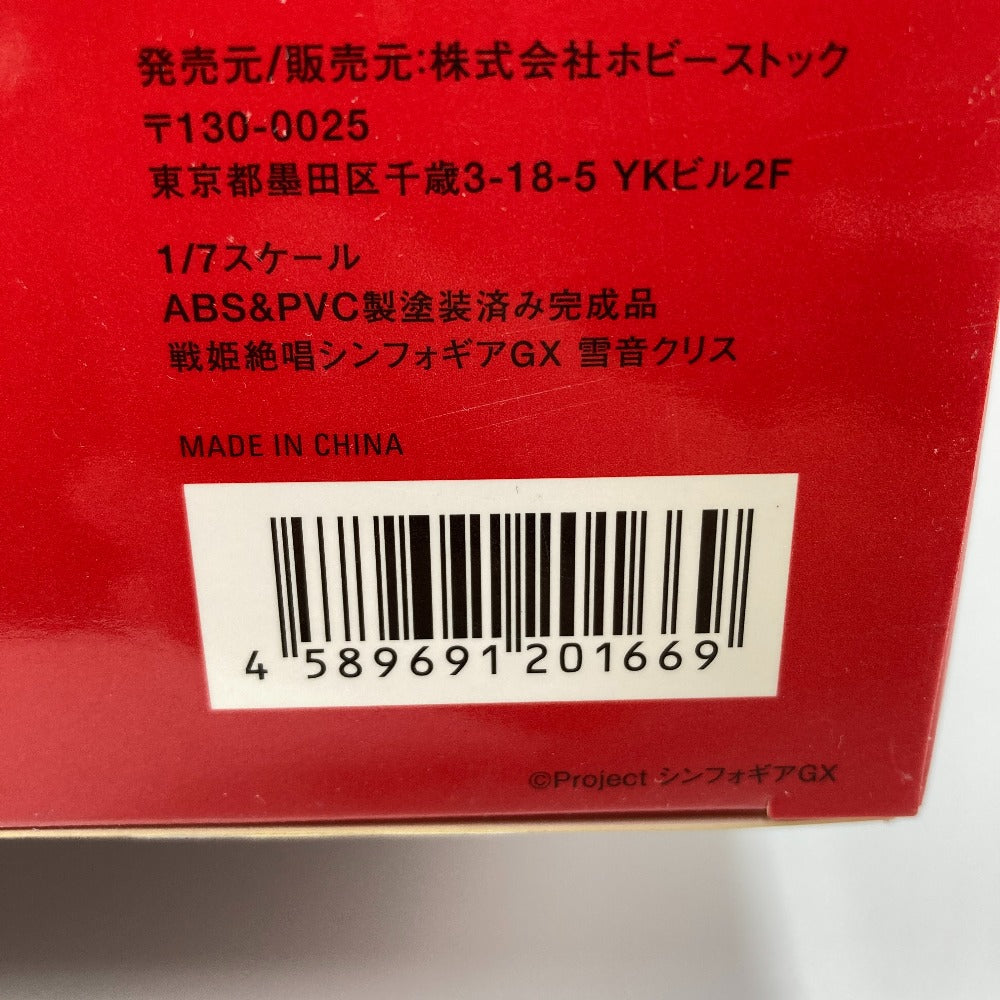 発売元/販売元:株式会社ホビーストック
〒130-0025
東京都墨田区千歳3-18-5 YKビル2F
1/7スケール
ABS&PVC製塗装済み完成品
戦姫絶唱シンフォギアGX 雪音クリス
MADE IN CHINA
4 589691 201669
©Project シンフォギアGX